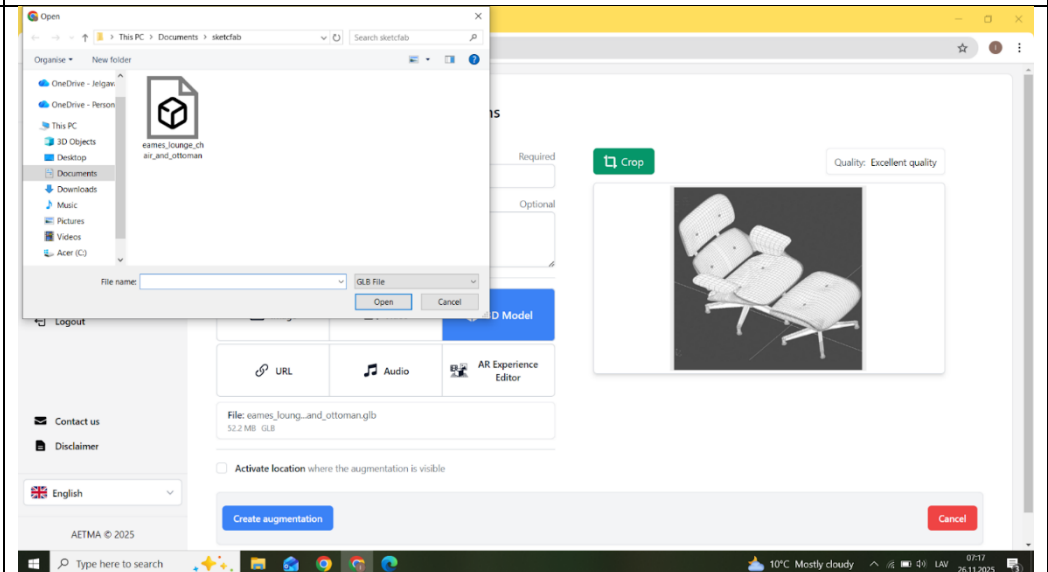 Open
This PC > Documents > sketcfab
Search sketcfab
Organise
New folder
OneDrive - Jelgav
OneDrive - Person
This PC
3D Objects
Desktop
Documents
Downloads
Music
Pictures
Videos
Acer (C:)
eames_lounge_ch
air_and_ottoman
File name:
GLB File
Open
Cancel
ns
Required
Optional
Crop
Quality: Excellent quality
Logout
D Model
URL
Audio
AR Experience
Editor
File: eames_loung...and_ottoman.glb
52.2 MB GLB
Contact us
Disclaimer
Activate location where the augmentation is visible
English
Create augmentation
Cancel
AETMA © 2025
Type here to search
10°C Mostly cloudy
LAV
07:17
26.11.2025